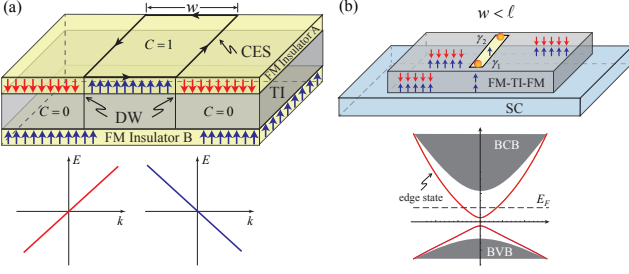 (a)
w
C = 1
CES
FM Insulator A
TI
C = 0
DW
C = 0
FM Insulator B
E
k
E
k
(b)
w < ℓ
γ₂
γ₁
FM-TI-FM
SC
BCB
edge state
E_F
BVB